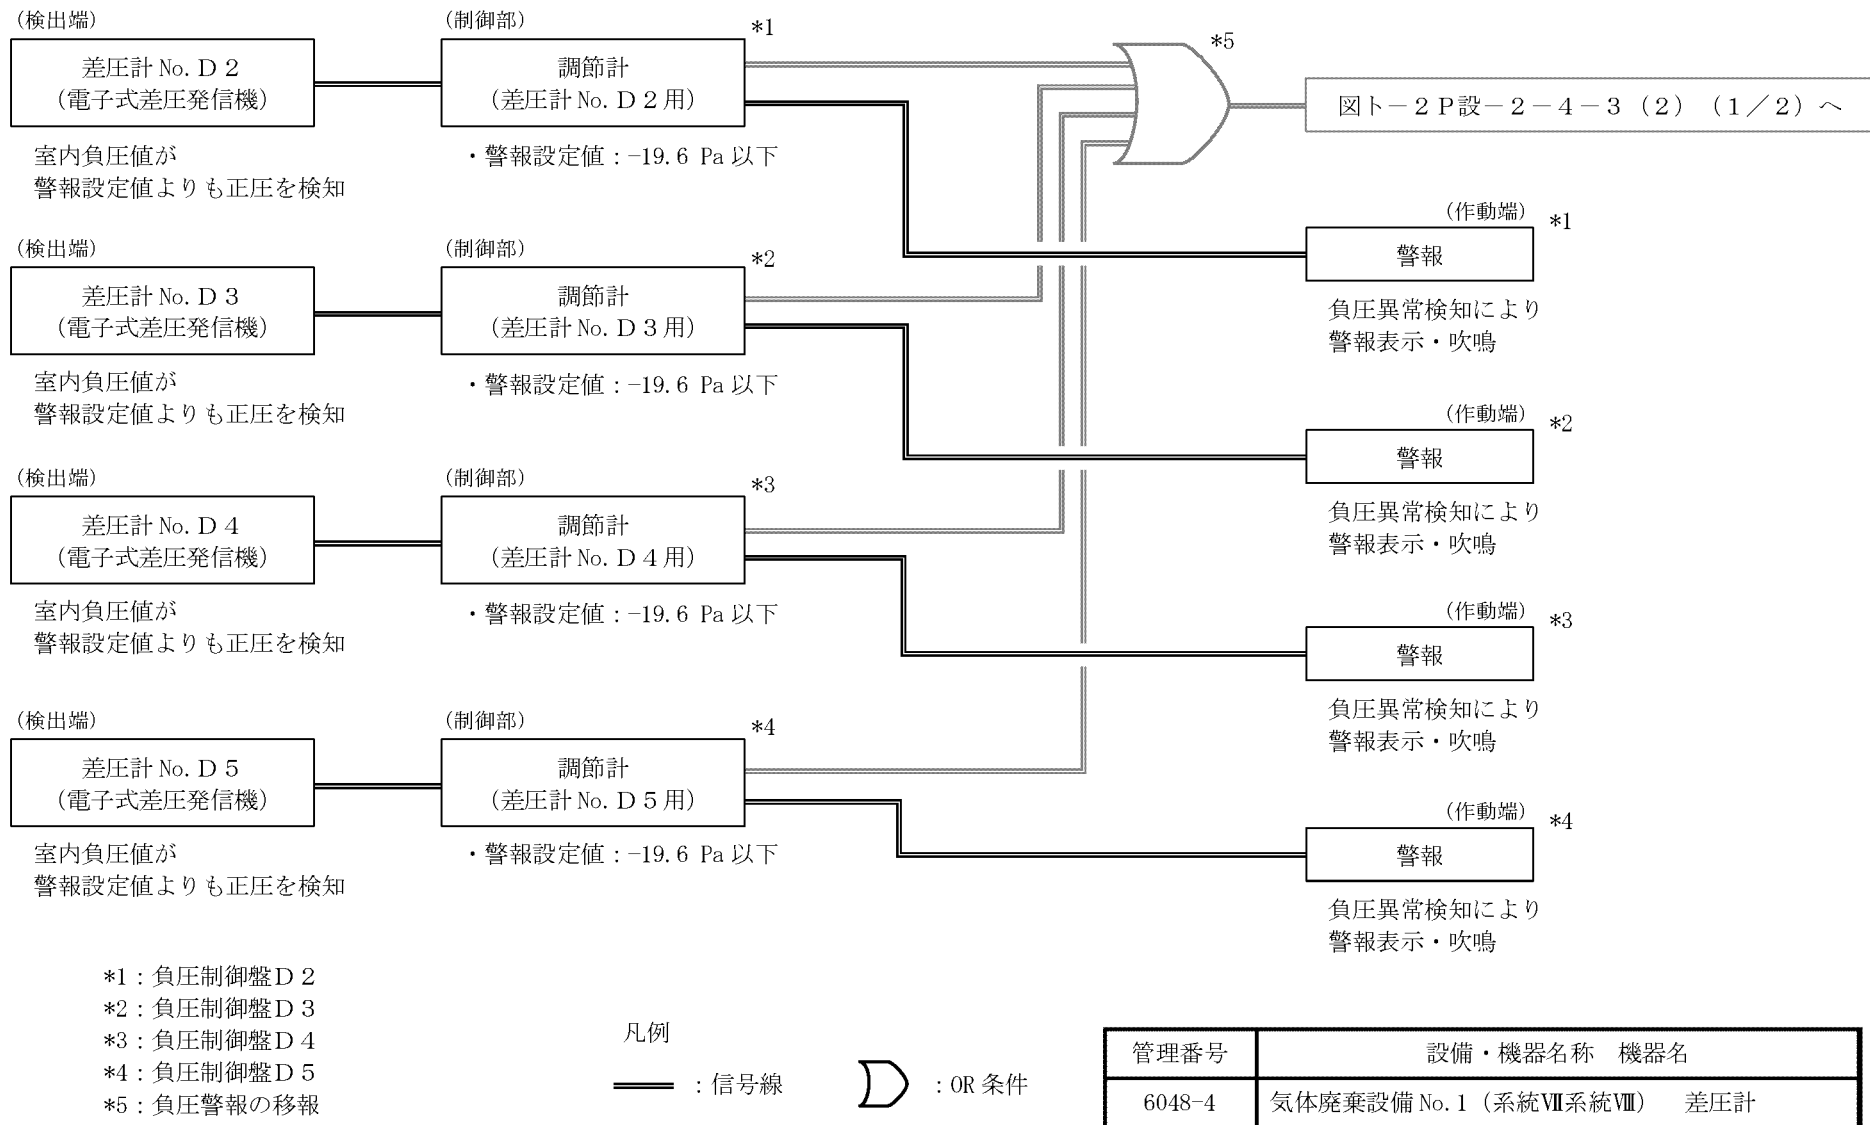 (検出端)
差圧計 No.Ｄ２
(電子式差圧発信機)
室内負圧値が
警報設定値よりも正圧を検知
(制御部)
*1
調節計
(差圧計 No.Ｄ２用)
・警報設定値：-19.6 Pa 以下
*5
図ト－２Ｐ設－２－４－３（２）（１／２）へ
(作動端)
*1
警報
負圧異常検知により
警報表示・吹鳴
(検出端)
差圧計 No.Ｄ３
(電子式差圧発信機)
室内負圧値が
警報設定値よりも正圧を検知
(制御部)
*2
調節計
(差圧計 No.Ｄ３用)
・警報設定値：-19.6 Pa 以下
(作動端)
*2
警報
負圧異常検知により
警報表示・吹鳴
(検出端)
差圧計 No.Ｄ４
(電子式差圧発信機)
室内負圧値が
警報設定値よりも正圧を検知
(制御部)
*3
調節計
(差圧計 No.Ｄ４用)
・警報設定値：-19.6 Pa 以下
(作動端)
*3
警報
負圧異常検知により
警報表示・吹鳴
(検出端)
差圧計 No.Ｄ５
(電子式差圧発信機)
室内負圧値が
警報設定値よりも正圧を検知
(制御部)
*4
調節計
(差圧計 No.Ｄ５用)
・警報設定値：-19.6 Pa 以下
(作動端)
*4
警報
負圧異常検知により
警報表示・吹鳴
*1：負圧制御盤Ｄ２
*2：負圧制御盤Ｄ３
*3：負圧制御盤Ｄ４
*4：負圧制御盤Ｄ５
*5：負圧警報の移報
凡例
：信号線
：OR 条件
管理番号 設備・機器名称　機器名
6048-4 気体廃棄設備 No.1（系統Ⅶ系統Ⅷ）　差圧計